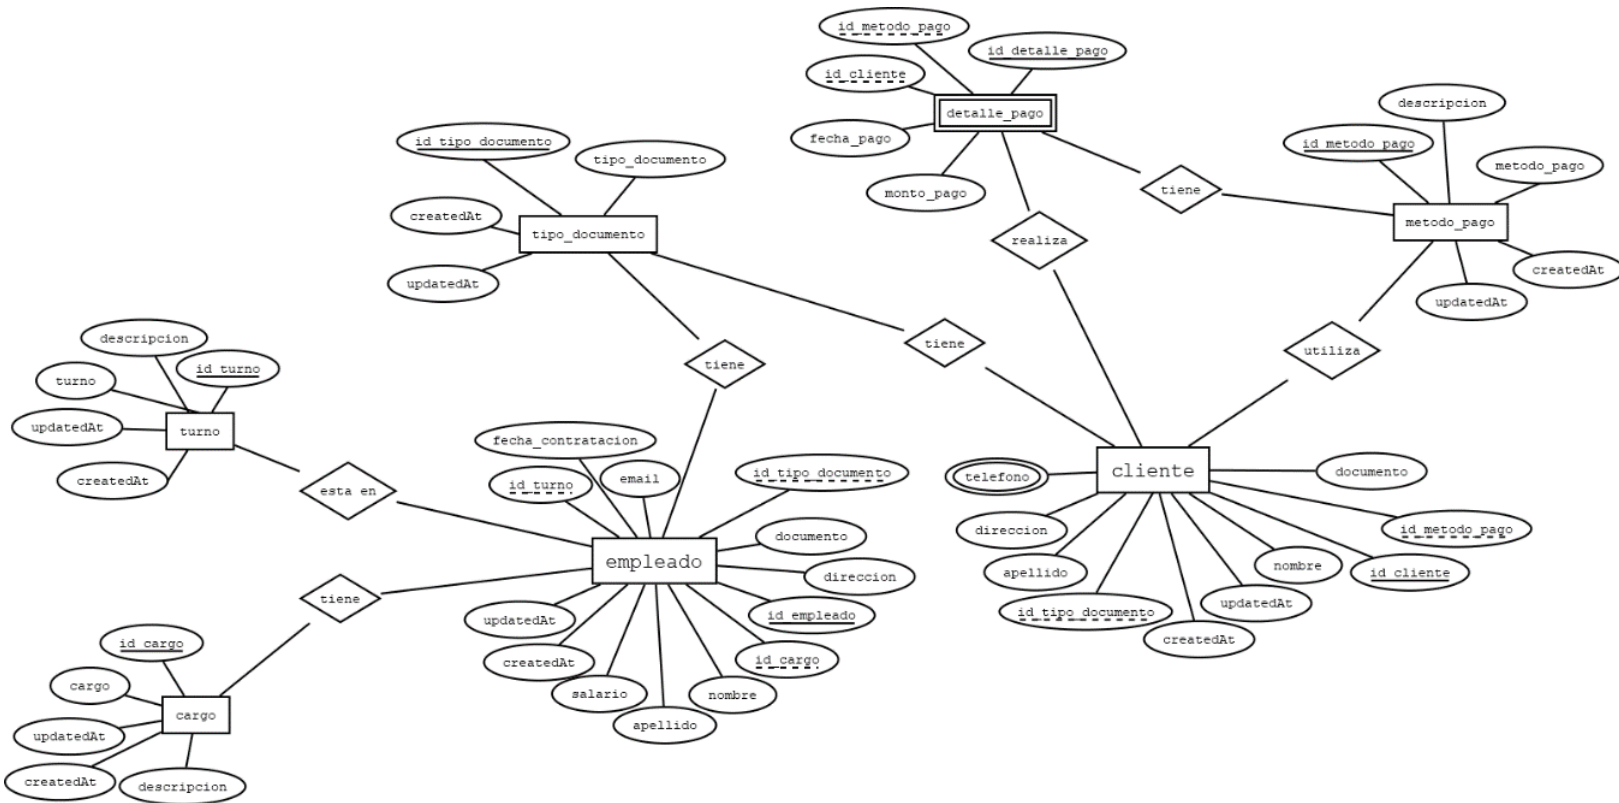 id_metodo_pago
id_detalle_pago
id_cliente
detalle_pago
fecha_pago
monto_pago
descripcion
id_metodo_pago
metodo_pago
tiene
metodo_pago
createdAt
updatedAt
realiza
utiliza
id_tipo_documento
tipo_documento
createdAt
tipo_documento
updatedAt
tiene
tiene
descripcion
id_turno
turno
updatedAt
turno
createdAt
esta en
fecha_contratacion
email
id_tipo_documento
id_turno
documento
empleado
direccion
updatedAt
id_empleado
createdAt
id_cargo
salario
nombre
apellido
tiene
id_cargo
cargo
cargo
updatedAt
createdAt
descripcion
cliente
telefono
documento
direccion
id_metodo_pago
apellido
nombre
id_cliente
id_tipo_documento
updatedAt
createdAt